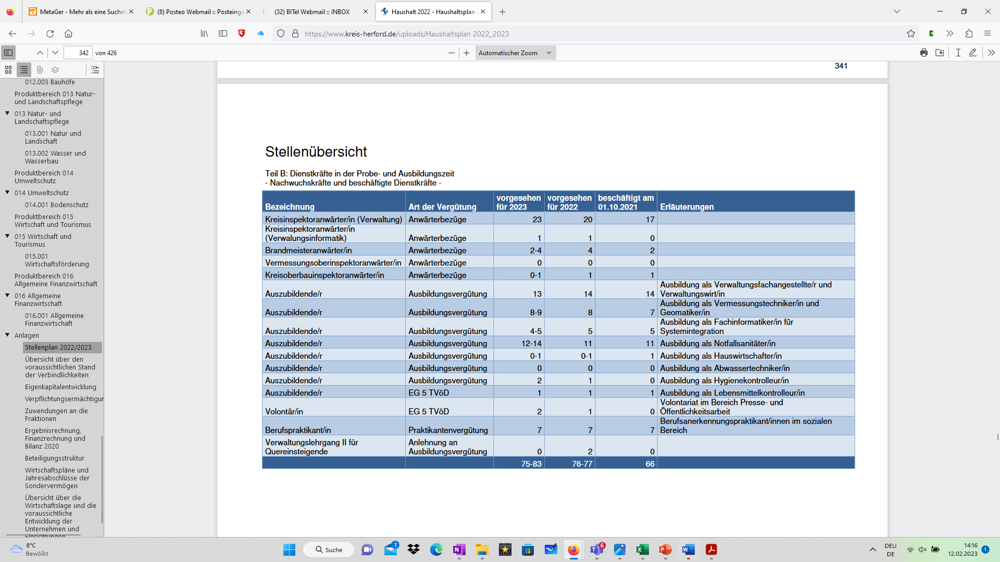 MetaGer - Mehr als eine Suchm
(8) Posteo Webmail :: Posteinga
(32) BITel Webmail :: INBOX
Haushalt 2022 - Haushaltsplan 2
https://www.kreis-herford.de/uploads/Haushaltsplan 2022_2023
342 von 426
Automatischer Zoom
012.003 Bauhöfe
Produktbereich 013 Natur-
und Landschaftspflege
013 Natur- und
Landschaftspflege
013.001 Natur und
Landschaft
013.002 Wasser und
Wasserbau
Produktbereich 014
Umweltschutz
014 Umweltschutz
014.001 Bodenschutz
Produktbereich 015
Wirtschaft und Tourismus
015 Wirtschaft und
Tourismus
015.001
Wirtschaftsförderung
Produktbereich 016
Allgemeine Finanzwirtschaft
016 Allgemeine
Finanzwirtschaft
016.001 Allgemeine
Finanzwirtschaft
Anlagen
Stellenplan 2022/2023
Übersicht über den
voraussichtlichen Stand
der Verbindlichkeiten
Eigenkapitalentwicklung
Verpflichtungsermächtigur
Zuwendungen an die
Fraktionen
Ergebnisrechnung,
Finanzrechnung und
Bilanz 2020
Beteiligungsstruktur
Wirtschaftspläne und
Jahresabschlüsse der
Sondervermögen
Übersicht über die
Wirtschaftslage und die
voraussichtliche
Entwicklung der
Unternehmen und
Einrichtungen
341
Stellenübersicht
Teil B: Dienstkräfte in der Probe- und Ausbildungszeit
- Nachwuchskräfte und beschäftigte Dienstkräfte -
vorgesehen vorgesehen beschäftigt am
Bezeichnung Art der Vergütung für 2023 für 2022 01.10.2021 Erläuterungen
Kreisinspektoranwärter/in (Verwaltung) Anwärterbezüge 23 20 17
Kreisinspektoranwärter/in
(Verwalungsinformatik) Anwärterbezüge 1 1 0
Brandmeisteranwärter/in Anwärterbezüge 2-4 4 2
Vermessungsoberinspektoranwärter/in Anwärterbezüge 0 0 0
Kreisoberbauinspektoranwärter/in Anwärterbezüge 0-1 1 1
Ausbildung als Verwaltungsfachangestellte/r und
Auszubildende/r Ausbildungsvergütung 13 14 14 Verwaltungswirt/in
Ausbildung als Vermessungstechniker/in und
Auszubildende/r Ausbildungsvergütung 8-9 8 7 Geomatiker/in
Ausbildung als Fachinformatiker/in für
Auszubildende/r Ausbildungsvergütung 4-5 5 5 Systemintegration
Auszubildende/r Ausbildungsvergütung 12-14 11 11 Ausbildung als Notfallsanitäter/in
Auszubildende/r Ausbildungsvergütung 0-1 0-1 1 Ausbildung als Hauswirtschafter/in
Auszubildende/r Ausbildungsvergütung 0 0 0 Ausbildung als Abwassertechniker/in
Auszubildende/r Ausbildungsvergütung 2 1 0 Ausbildung als Hygienekontrolleur/in
Auszubildende/r EG 5 TVöD 1 1 1 Ausbildung als Lebensmittelkontrolleur/in
Volontariat im Bereich Presse- und
Volontär/in EG 5 TVöD 2 1 0 Öffentlichkeitsarbeit
Berufsanerkennungspraktikant/innen im sozialen
Berufspraktikant/in Praktikantenvergütung 7 7 7 Bereich
Verwaltungslehrgang II für Anlehnung an
Quereinsteigende Ausbildungsvergütung 0 2 0
75-83 76-77 66
8°C
Bewölkt
Suche
1
6
DEU
DE
14:16
12.02.2023
1